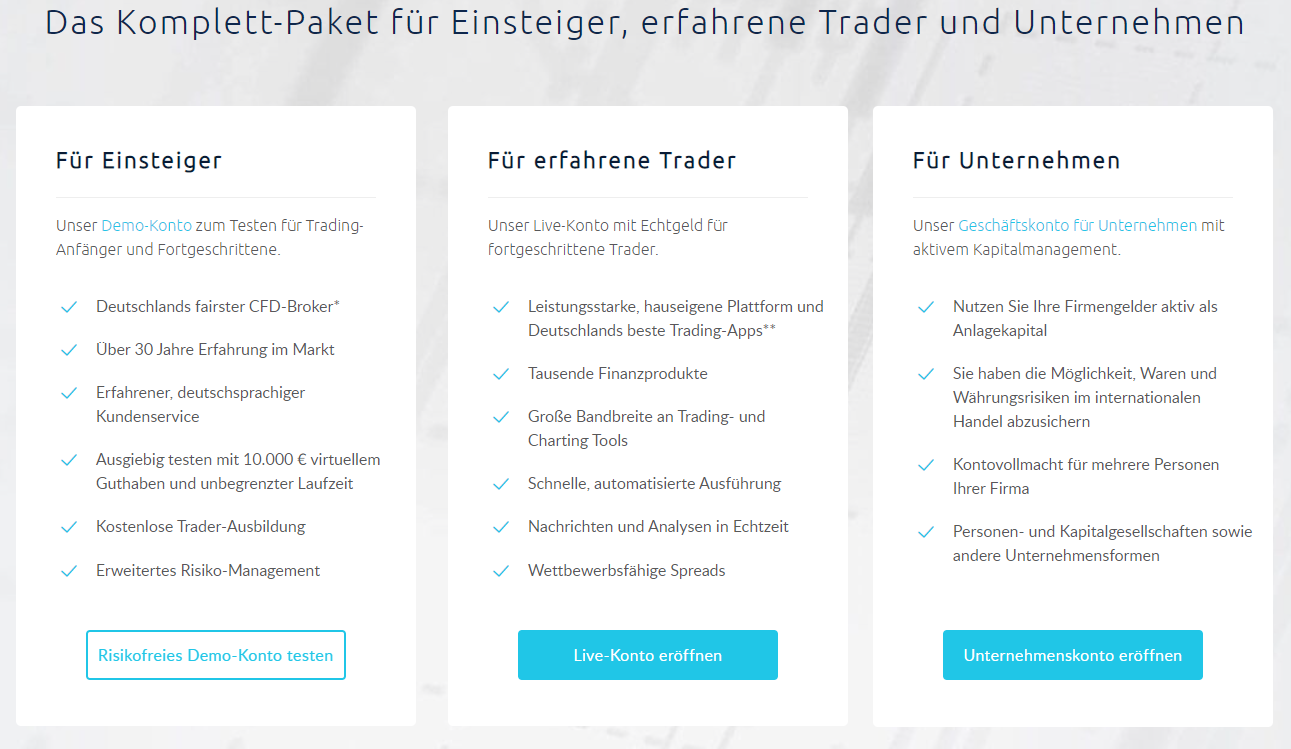 Das Komplett-Paket für Einsteiger, erfahrene Trader und Unternehmen
Für Einsteiger
Unser Demo-Konto zum Testen für Trading-
Anfänger und Fortgeschrittene.
Deutschlands fairster CFD-Broker*
Über 30 Jahre Erfahrung im Markt
Erfahrener, deutschsprachiger
Kundenservice
Ausgiebig testen mit 10.000 € virtuellem
Guthaben und unbegrenzter Laufzeit
Kostenlose Trader-Ausbildung
Erweitertes Risiko-Management
Risikofreies Demo-Konto testen
Für erfahrene Trader
Unser Live-Konto mit Echtgeld für
fortgeschrittene Trader.
Leistungsstarke, hauseigene Plattform und
Deutschlands beste Trading-Apps**
Tausende Finanzprodukte
Große Bandbreite an Trading- und
Charting Tools
Schnelle, automatisierte Ausführung
Nachrichten und Analysen in Echtzeit
Wettbewerbsfähige Spreads
Live-Konto eröffnen
Für Unternehmen
Unser Geschäftskonto für Unternehmen mit
aktivem Kapitalmanagement.
Nutzen Sie Ihre Firmengelder aktiv als
Anlagekapital
Sie haben die Möglichkeit, Waren und
Währungsrisiken im internationalen
Handel abzusichern
Kontovollmacht für mehrere Personen
Ihrer Firma
Personen- und Kapitalgesellschaften sowie
andere Unternehmensformen
Unternehmenskonto eröffnen